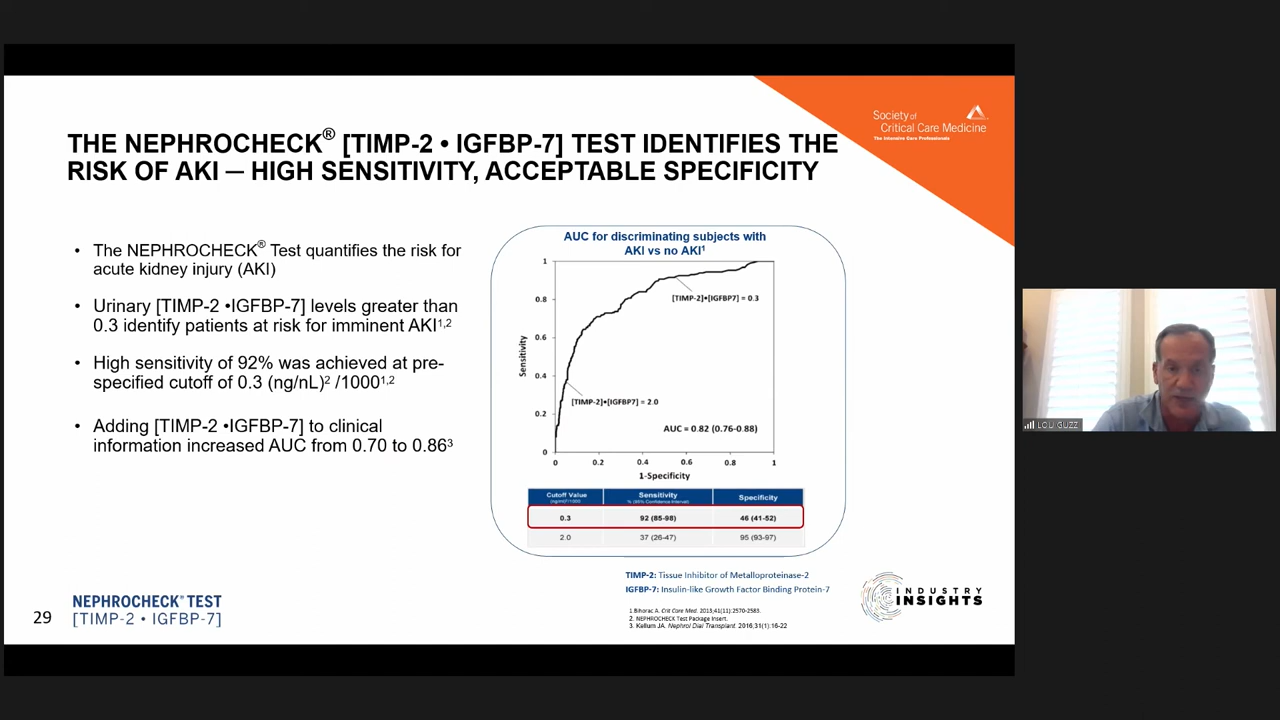 Society of
Critical Care Medicine
The Intensive Care Professionals
THE NEPHROCHECK® [TIMP-2 • IGFBP-7] TEST IDENTIFIES THE
RISK OF AKI — HIGH SENSITIVITY, ACCEPTABLE SPECIFICITY
• The NEPHROCHECK® Test quantifies the risk for
acute kidney injury (AKI)
• Urinary [TIMP-2 •IGFBP-7] levels greater than
0.3 identify patients at risk for imminent AKI¹,²
• High sensitivity of 92% was achieved at pre-
specified cutoff of 0.3 (ng/nL)² /1000¹,²
• Adding [TIMP-2 •IGFBP-7] to clinical
information increased AUC from 0.70 to 0.86³
AUC for discriminating subjects with
AKI vs no AKI¹
1
0.8
0.6
0.4
0.2
0
Sensitivity
[TIMP-2]•[IGFBP7] = 0.3
[TIMP-2]•[IGFBP7] = 2.0
AUC = 0.82 (0.76-0.88)
0 0.2 0.4 0.6 0.8 1
1-Specificity
Cutoff Value Sensitivity Specificity
% (95% Confidence Interval)
0.3 92 (85-98) 46 (41-52)
2.0 37 (26-47) 95 (93-97)
TIMP-2: Tissue Inhibitor of Metalloproteinase-2
IGFBP-7: Insulin-like Growth Factor Binding Protein-7
1 Bihorac A. Crit Care Med. 2013;41(11):2570-2583.
2. NEPHROCHECK Test Package Insert.
3. Kellum JA. Nephrol Dial Transplant. 2016;31(1):16-22
29
NEPHROCHECK® TEST
[TIMP-2 • IGFBP-7]
INDUSTRY
INSIGHTS
LOU GUZZ